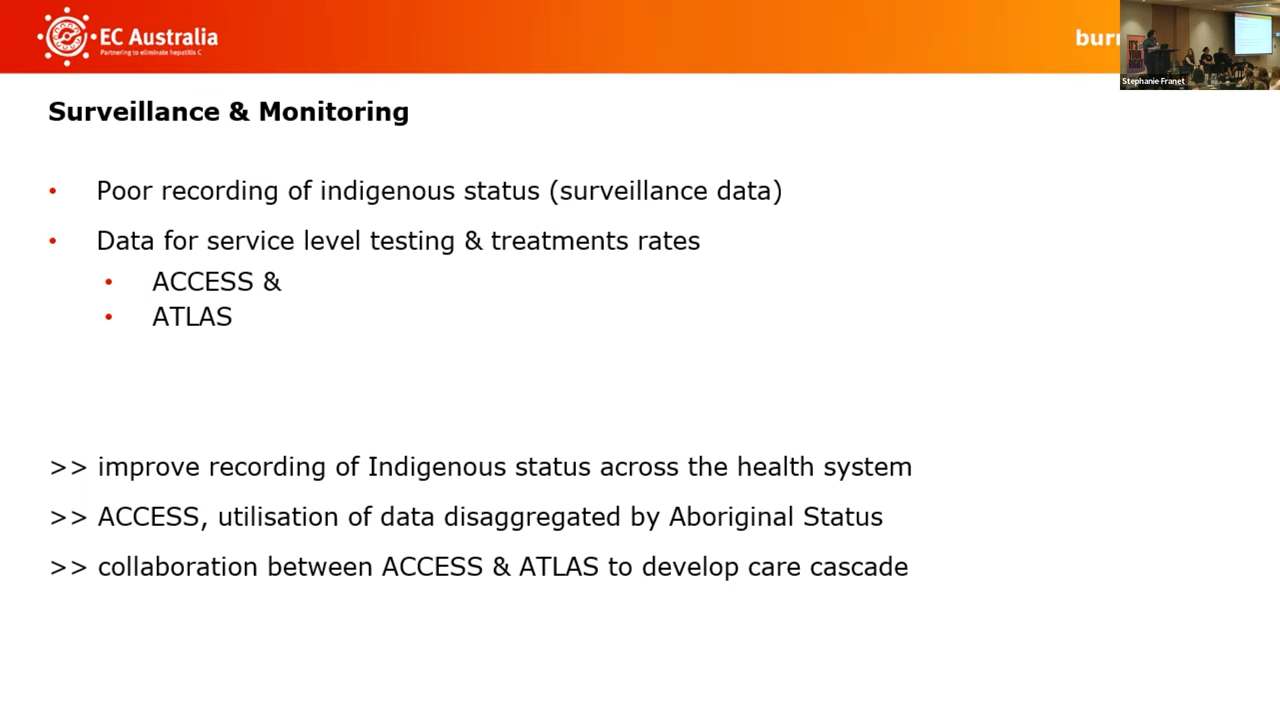 EC Australia
Partnering to eliminate hepatitis C
Stephanie Franet
Surveillance & Monitoring
• Poor recording of indigenous status (surveillance data)
• Data for service level testing & treatments rates
• ACCESS &
• ATLAS
>> improve recording of Indigenous status across the health system
>> ACCESS, utilisation of data disaggregated by Aboriginal Status
>> collaboration between ACCESS & ATLAS to develop care cascade